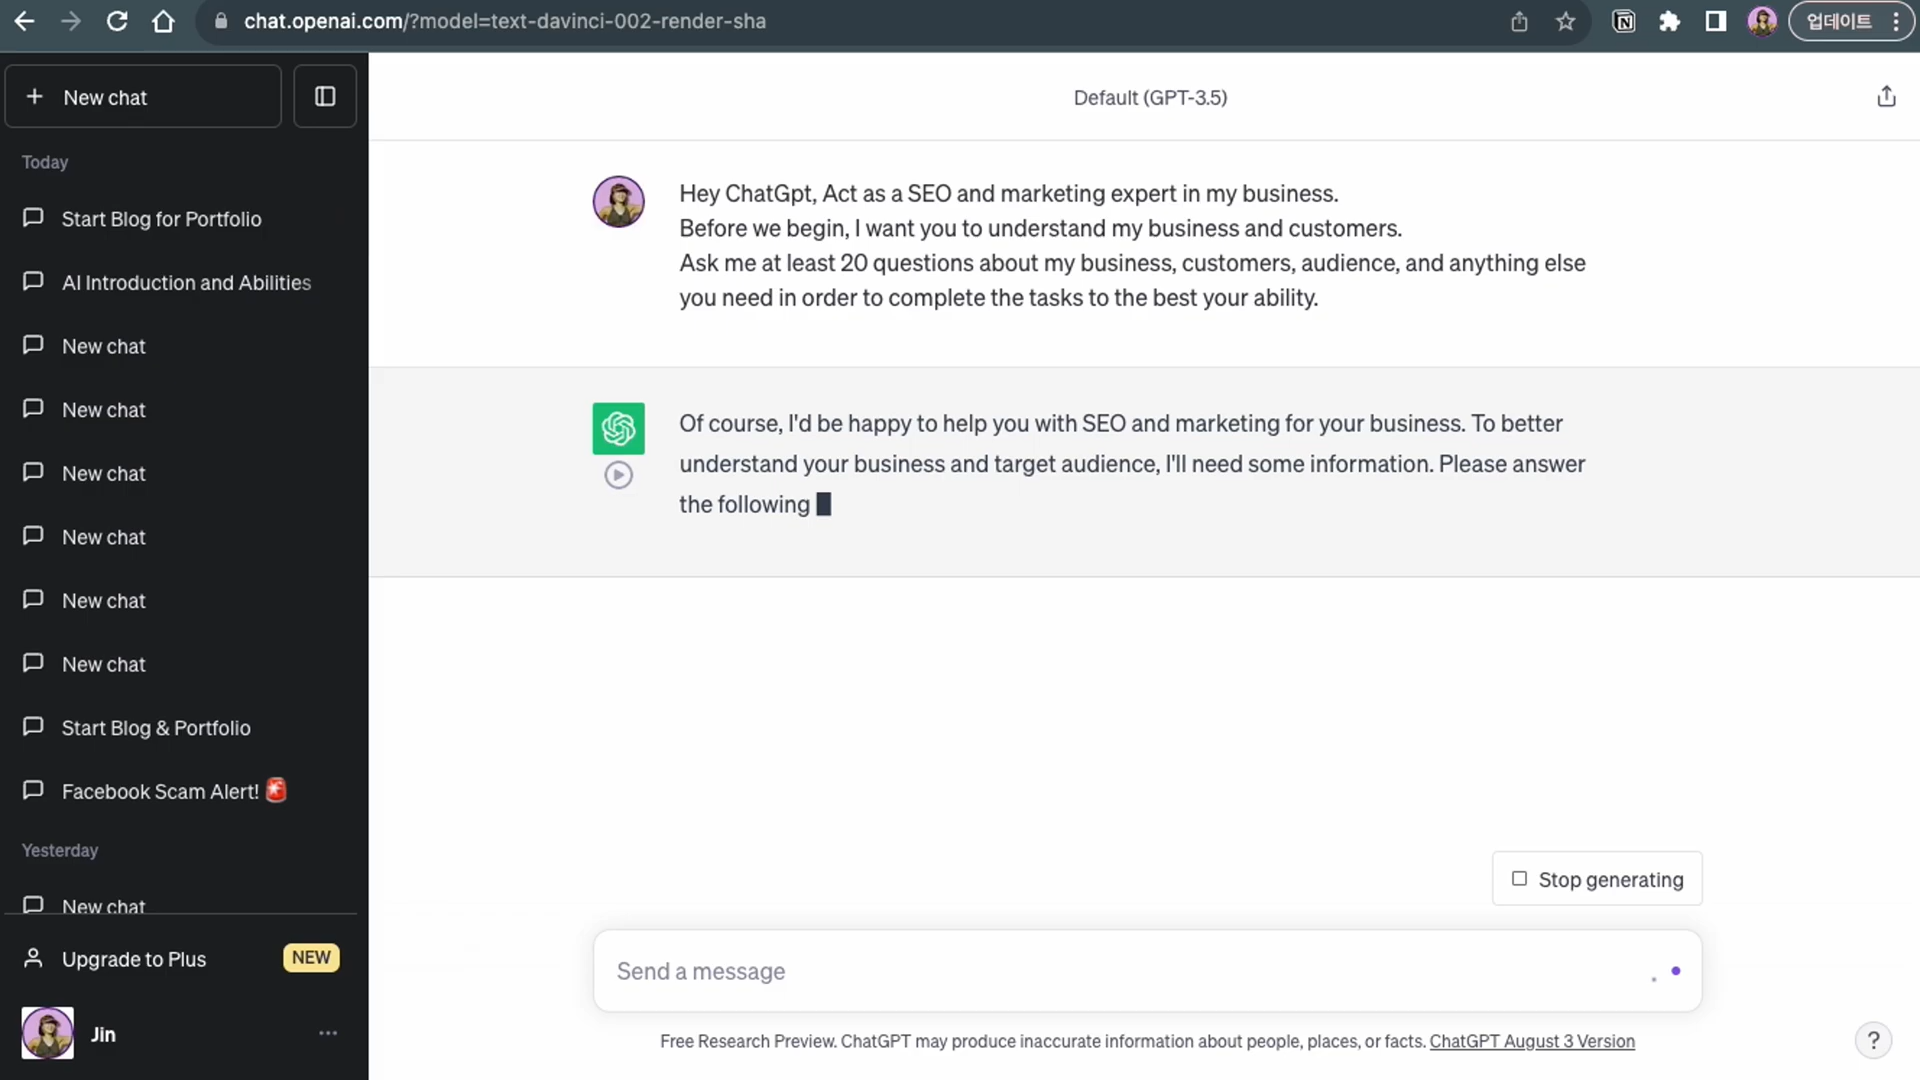 chat.openai.com/?model=text-davinci-002-render-sha
업데이트
New chat
Today
Start Blog for Portfolio
AI Introduction and Abilities
New chat
New chat
New chat
New chat
New chat
New chat
Start Blog & Portfolio
Facebook Scam Alert! 🚨
Yesterday
New chat
Upgrade to Plus
NEW
Jin
Default (GPT-3.5)
Hey ChatGpt, Act as a SEO and marketing expert in my business.
Before we begin, I want you to understand my business and customers.
Ask me at least 20 questions about my business, customers, audience, and anything else
you need in order to complete the tasks to the best your ability.
Of course, I'd be happy to help you with SEO and marketing for your business. To better
understand your business and target audience, I'll need some information. Please answer
the following
Stop generating
Send a message
Free Research Preview. ChatGPT may produce inaccurate information about people, places, or facts. ChatGPT August 3 Version
?